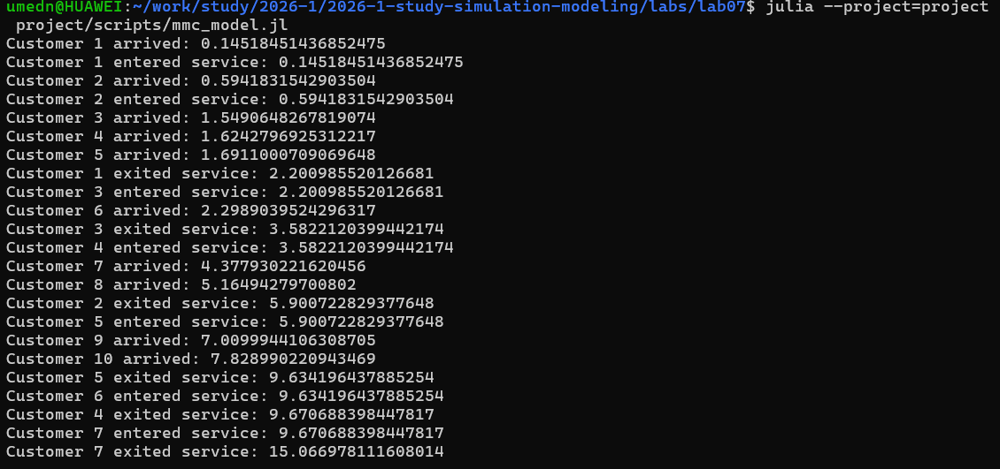 umedn@HUAWEI:~/work/study/2026-1/2026-1-study-simulation-modeling/labs/lab07$ julia --project=project
 project/scripts/mmc_model.jl
Customer 1 arrived: 0.14518451436852475
Customer 1 entered service: 0.14518451436852475
Customer 2 arrived: 0.5941831542903504
Customer 2 entered service: 0.5941831542903504
Customer 3 arrived: 1.5490648267819074
Customer 4 arrived: 1.6242796925312217
Customer 5 arrived: 1.6911000709069648
Customer 1 exited service: 2.200985520126681
Customer 3 entered service: 2.200985520126681
Customer 6 arrived: 2.2989039524296317
Customer 3 exited service: 3.5822120399442174
Customer 4 entered service: 3.5822120399442174
Customer 7 arrived: 4.377930221620456
Customer 8 arrived: 5.16494279700802
Customer 2 exited service: 5.900722829377648
Customer 5 entered service: 5.900722829377648
Customer 9 arrived: 7.0099944106308705
Customer 10 arrived: 7.828990220943469
Customer 5 exited service: 9.634196437885254
Customer 6 entered service: 9.634196437885254
Customer 4 exited service: 9.670688398447817
Customer 7 entered service: 9.670688398447817
Customer 7 exited service: 15.066978111608014